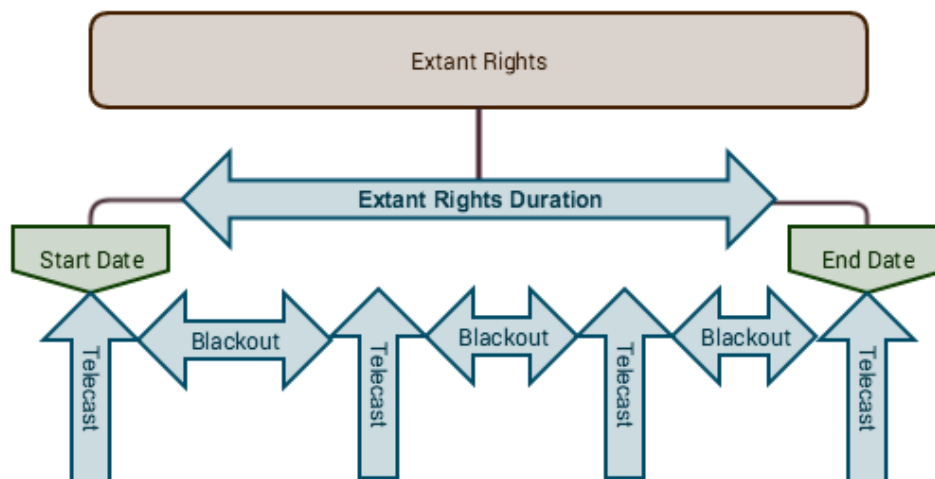 Extant Rights
Extant Rights Duration
Start Date
End Date
Blackout
Blackout
Blackout
Telecast
Telecast
Telecast
Telecast